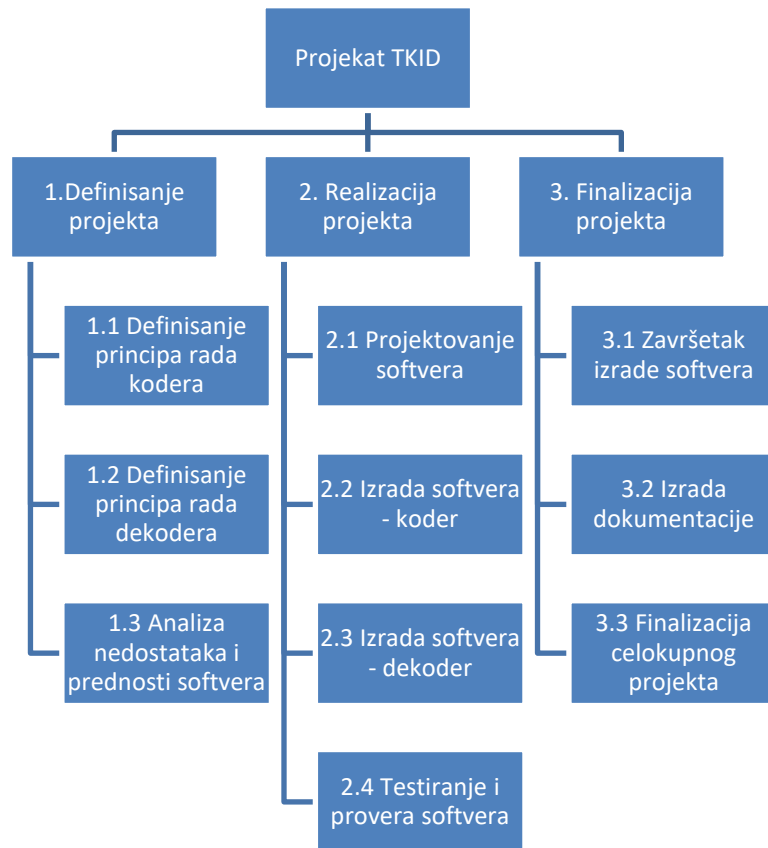 Projekat TKID
1.Definisanje
projekta
2. Realizacija
projekta
3. Finalizacija
projekta
1.1 Definisanje
principa rada
kodera
1.2 Definisanje
principa rada
dekodera
1.3 Analiza
nedostataka i
prednosti softvera
2.1 Projektovanje
softvera
2.2 Izrada softvera
- koder
2.3 Izrada softvera
- dekoder
2.4 Testiranje i
provera softvera
3.1 Završetak
izrade softvera
3.2 Izrada
dokumentacije
3.3 Finalizacija
celokupnog
projekta